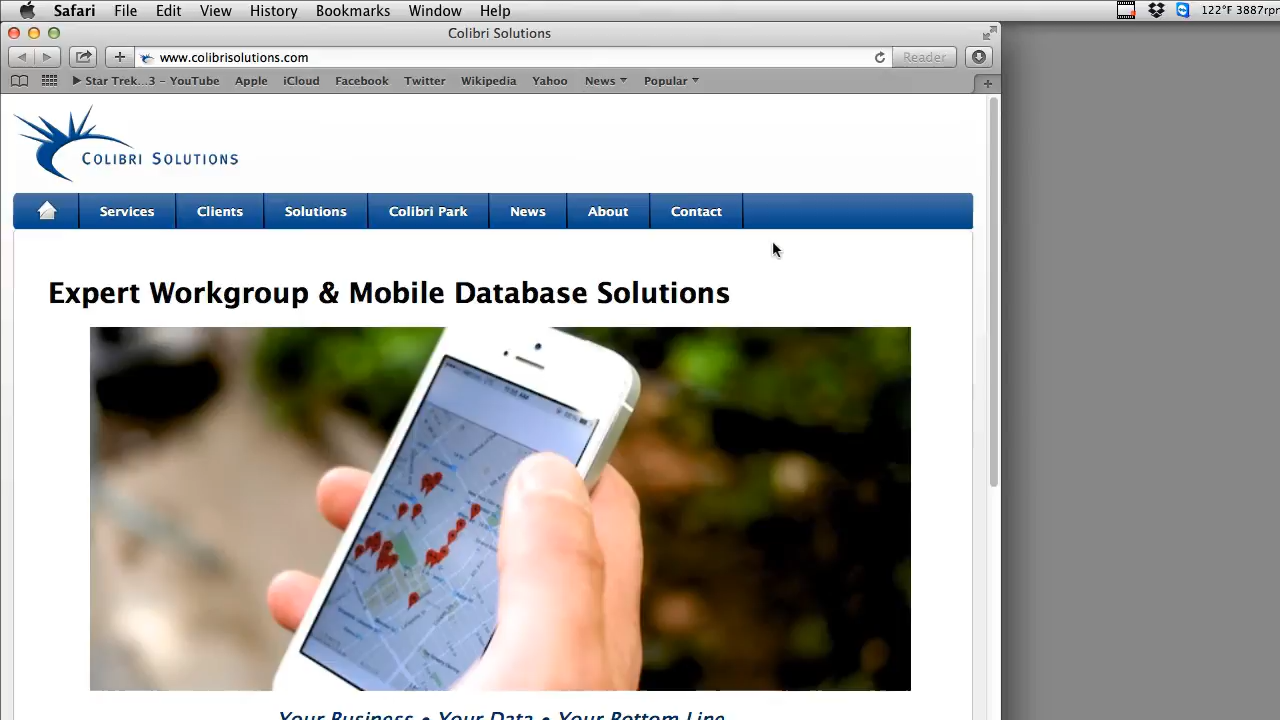 Safari File Edit View History Bookmarks Window Help 122°F 3887rpm
Colibri Solutions
www.colibrisolutions.com Reader
Star Trek...3 – YouTube Apple iCloud Facebook Twitter Wikipedia Yahoo News Popular
COLIBRI SOLUTIONS
Services Clients Solutions Colibri Park News About Contact
Expert Workgroup & Mobile Database Solutions
Your Business • Your Data • Your Bottom Line